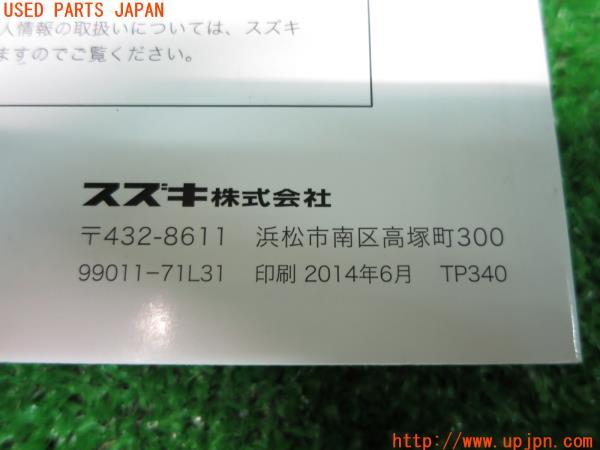 USED PARTS JAPAN
人情報の取扱いについては、スズキ
ますのでご覧ください。
スズキ株式会社
〒432-8611 浜松市南区高塚町300
99011-71L31 印刷 2014年6月 TP340
http://www.upjpn.com/